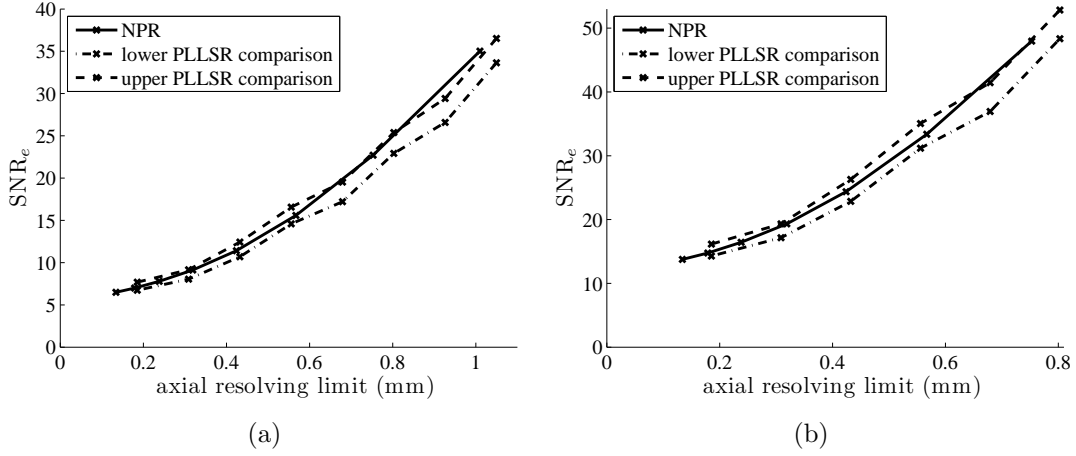 40
35
30
25
20
15
10
5
0
SNRe
NPR
lower PLLSR comparison
upper PLLSR comparison
0 0.2 0.4 0.6 0.8 1
axial resolving limit (mm)
(a)
50
40
30
20
10
0
SNRe
NPR
lower PLLSR comparison
upper PLLSR comparison
0 0.2 0.4 0.6 0.8
axial resolving limit (mm)
(b)